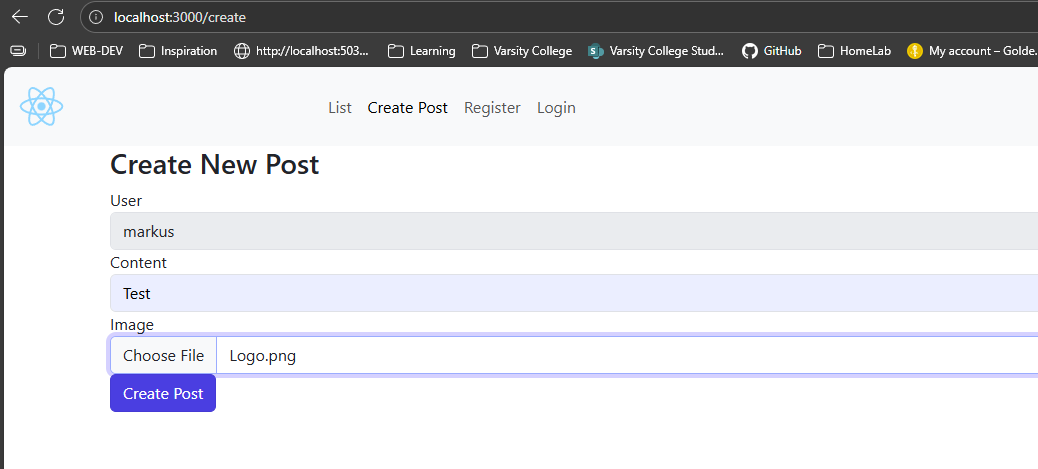 localhost:3000/create
WEB-DEV Inspiration http://localhost:503... Learning Varsity College Varsity College Stud... GitHub HomeLab My account – Golde...
List Create Post Register Login
Create New Post
User
markus
Content
Test
Image
Choose File Logo.png
Create Post